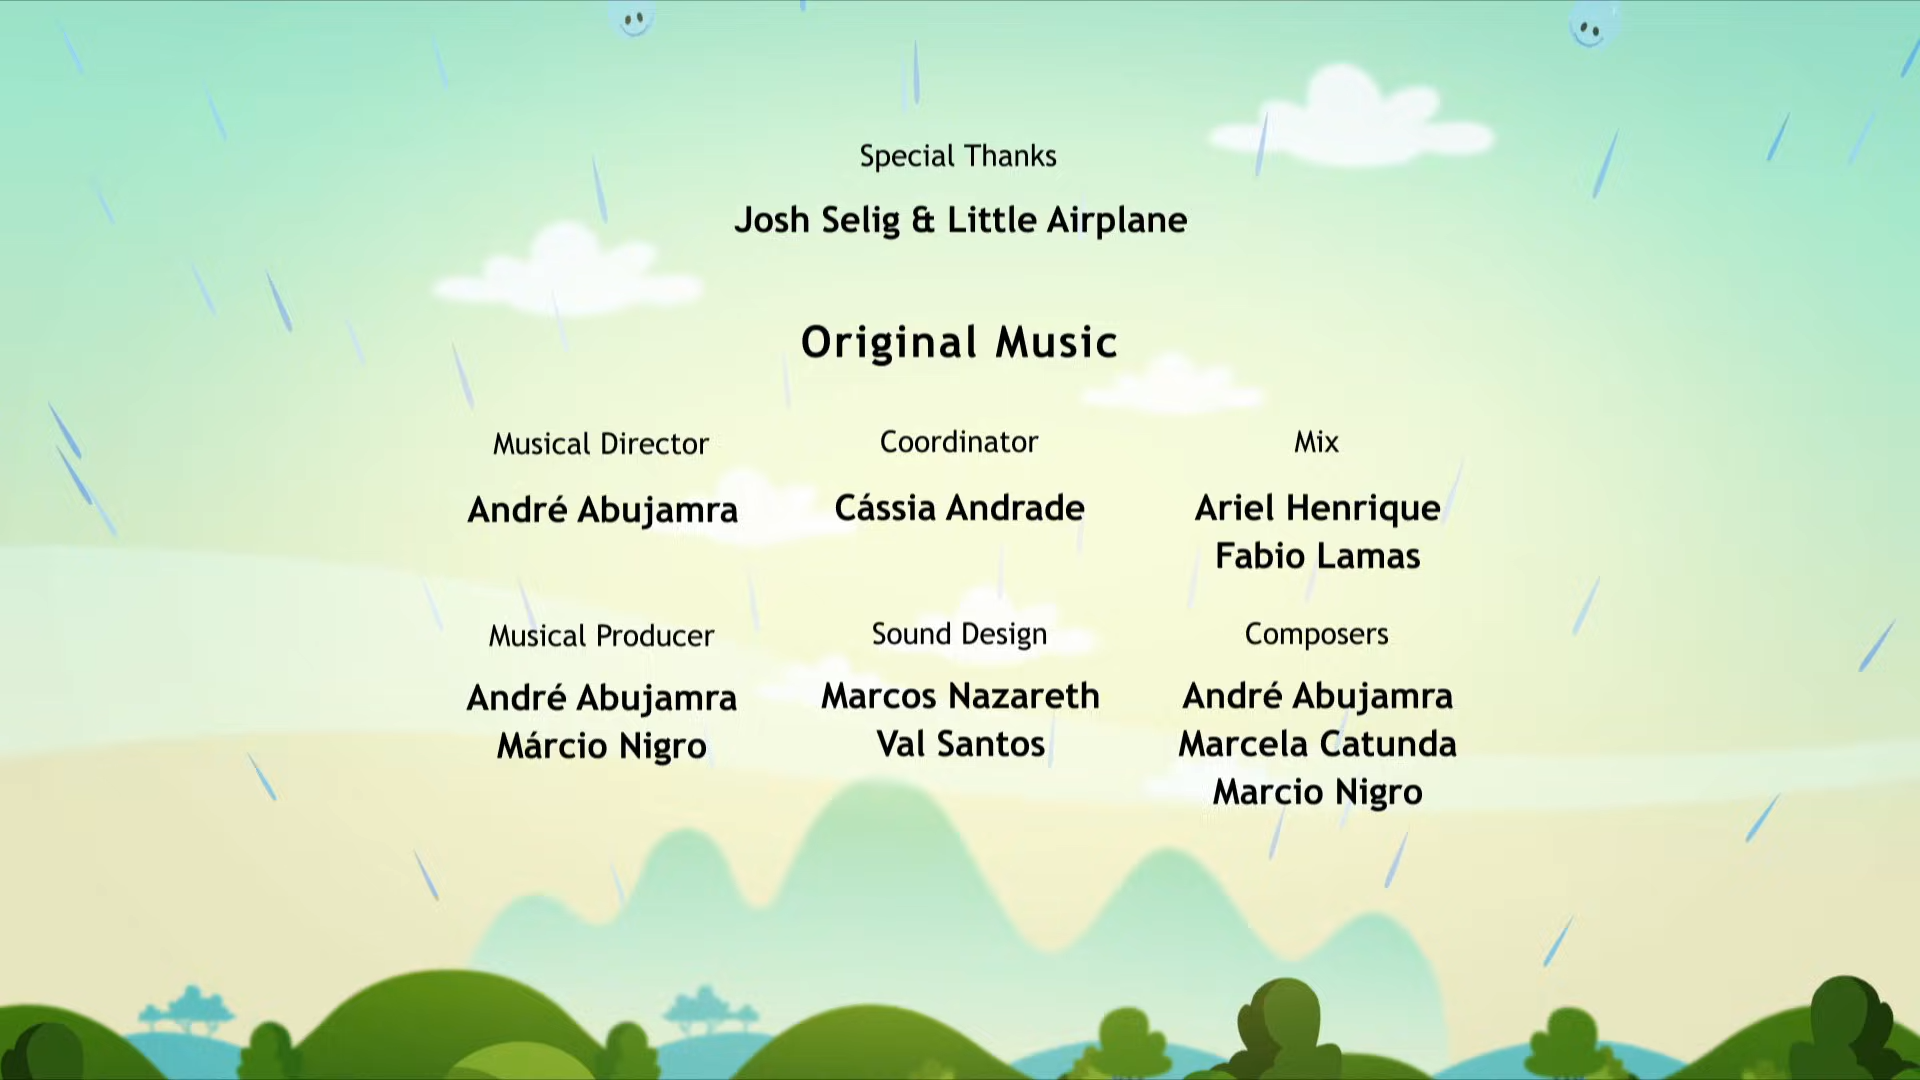 Special Thanks
Josh Selig & Little Airplane
Original Music
Musical Director
André Abujamra
Coordinator
Cássia Andrade
Mix
Ariel Henrique
Fabio Lamas
Musical Producer
André Abujamra
Márcio Nigro
Sound Design
Marcos Nazareth
Val Santos
Composers
André Abujamra
Marcela Catunda
Marcio Nigro